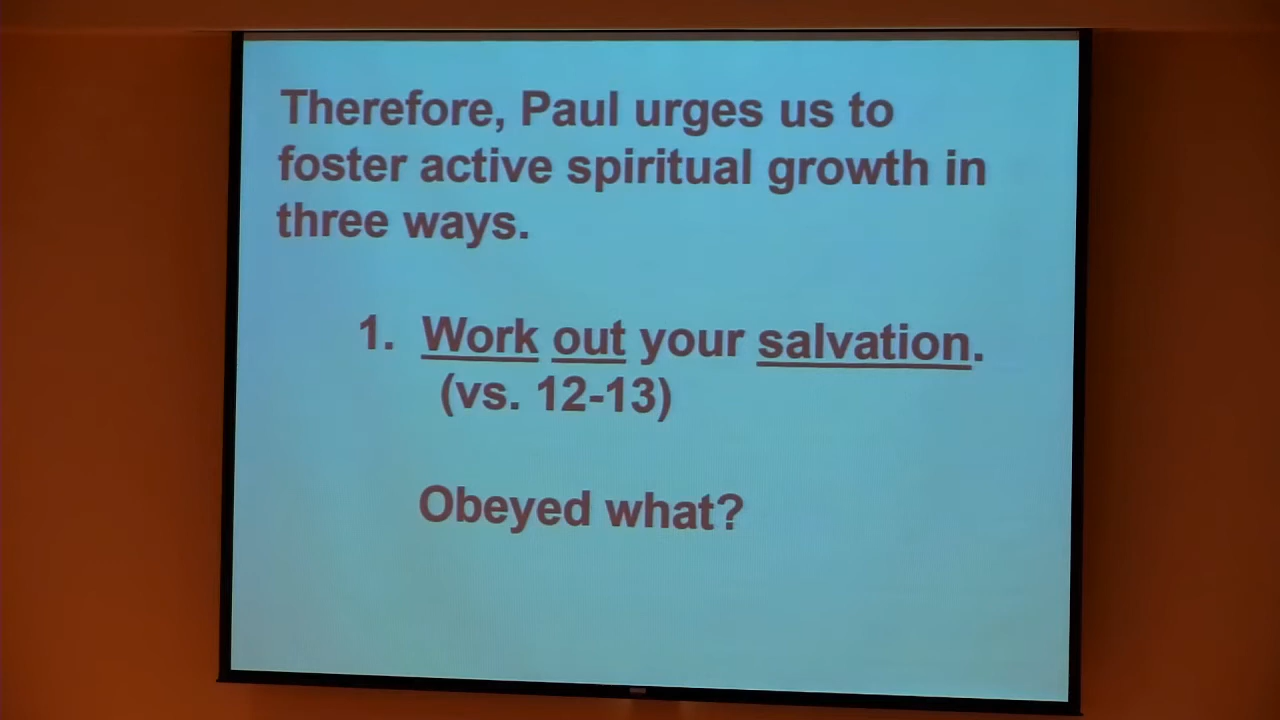 Therefore, Paul urges us to
foster active spiritual growth in
three ways.
1. Work out your salvation.
(vs. 12-13)
Obeyed what?